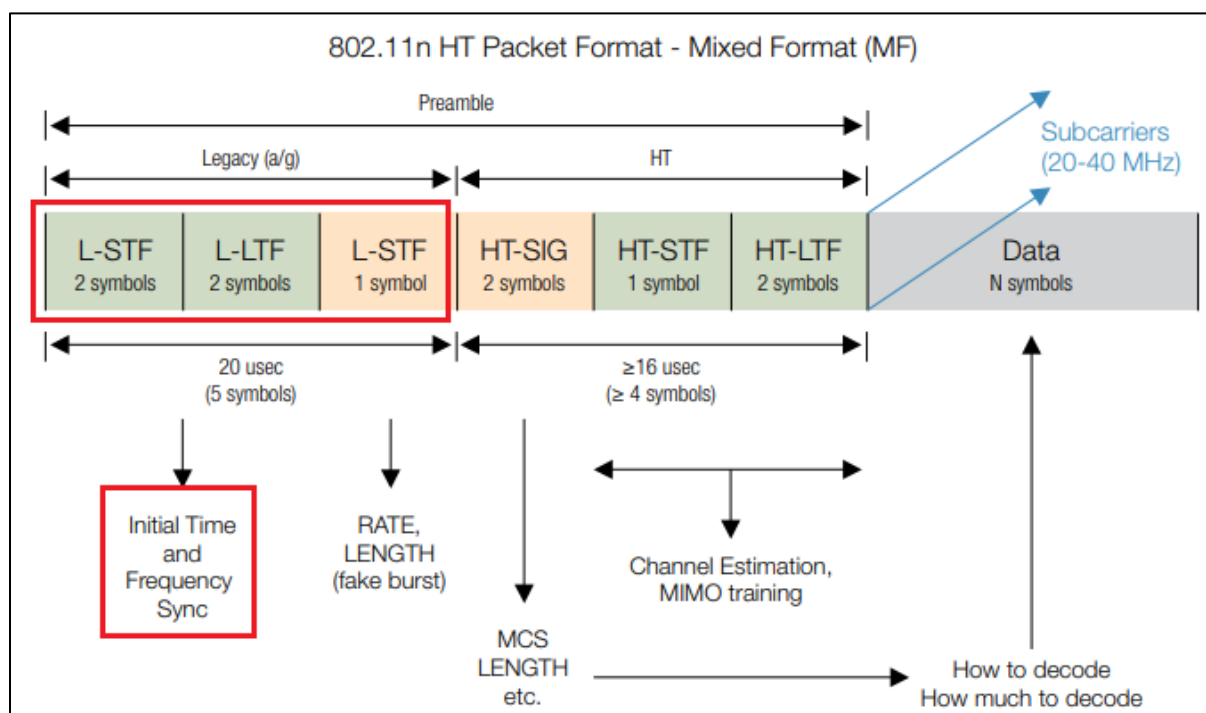 802.11n HT Packet Format - Mixed Format (MF)
Preamble
Legacy (a/g)
HT
Subcarriers
(20-40 MHz)
L-STF
2 symbols
L-LTF
2 symbols
L-STF
1 symbol
HT-SIG
2 symbols
HT-STF
1 symbol
HT-LTF
2 symbols
Data
N symbols
20 usec
(5 symbols)
≥16 usec
(≥ 4 symbols)
Initial Time
and
Frequency
Sync
RATE,
LENGTH
(fake burst)
MCS
LENGTH
etc.
Channel Estimation,
MIMO training
How to decode
How much to decode